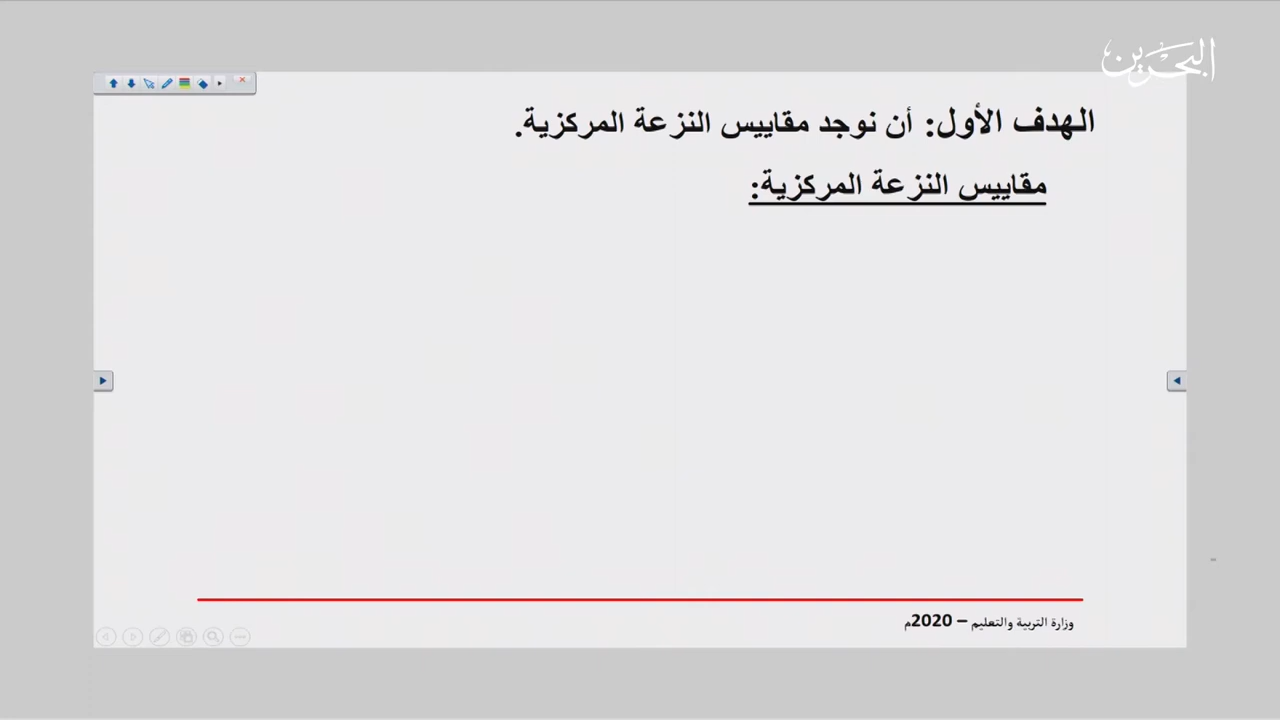 البحرين
الهدف الأول: أن نوجد مقاييس النزعة المركزية.
مقاييس النزعة المركزية:
وزارة التربية والتعليم – 2020م